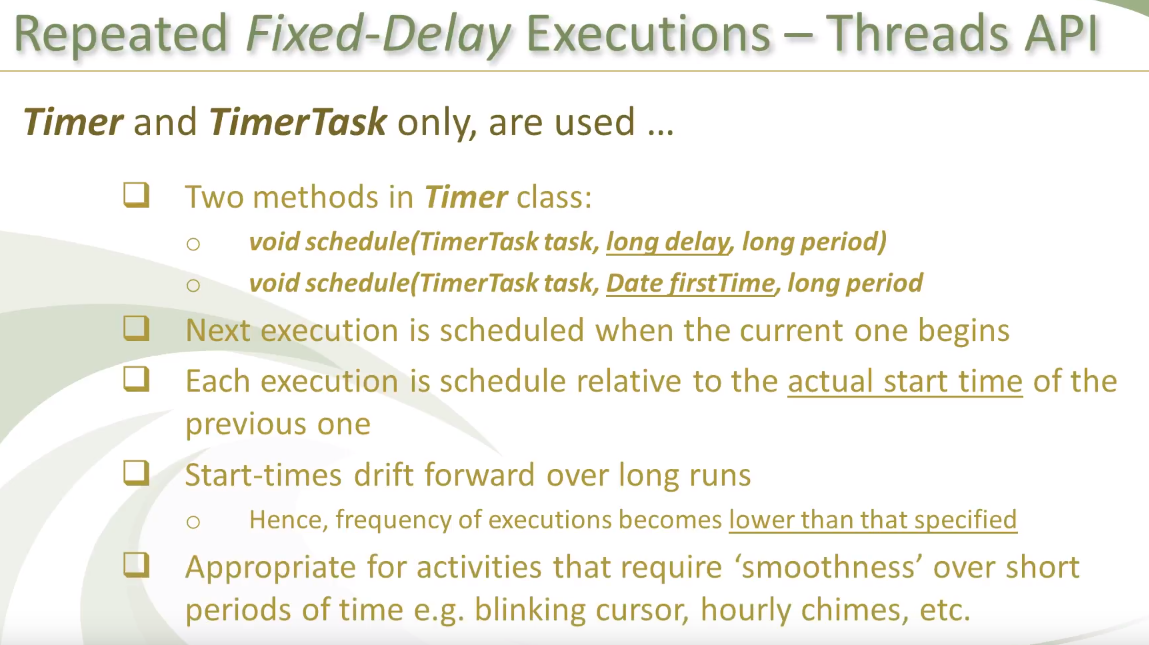 Repeated Fixed-Delay Executions – Threads API
Timer and TimerTask only, are used ...
Two methods in Timer class:
void schedule(TimerTask task, long delay, long period)
void schedule(TimerTask task, Date firstTime, long period
Next execution is scheduled when the current one begins
Each execution is schedule relative to the actual start time of the
previous one
Start-times drift forward over long runs
Hence, frequency of executions becomes lower than that specified
Appropriate for activities that require ‘smoothness’ over short
periods of time e.g. blinking cursor, hourly chimes, etc.